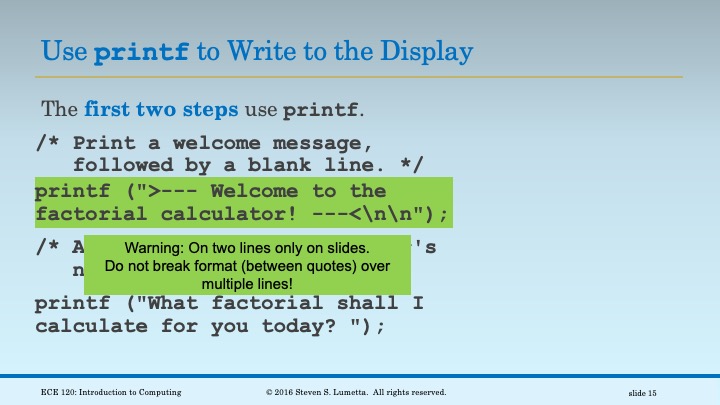 Use printf to Write to the Display
The first two steps use printf.
/* Print a welcome message,
followed by a blank line. */
printf (">--- Welcome to the
factorial calculator! ---<\n\n");
/* A
's
n
Warning: On two lines only on slides.
Do not break format (between quotes) over
multiple lines!
printf ("What factorial shall I
calculate for you today? ");
ECE 120: Introduction to Computing
© 2016 Steven S. Lumetta. All rights reserved.
slide 15